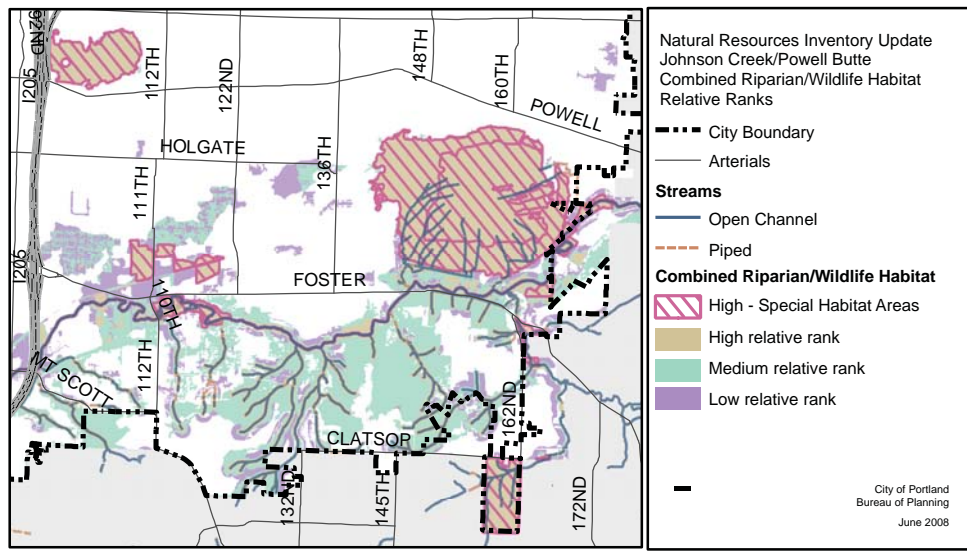 92ND
I205
112TH
122ND
148TH
160TH
POWELL
HOLGATE
136TH
111TH
I205
FOSTER
110TH
112TH
MT SCOTT
162ND
CLATSOP
132ND
145TH
172ND
Natural Resources Inventory Update
Johnson Creek/Powell Butte
Combined Riparian/Wildlife Habitat
Relative Ranks
City Boundary
Arterials
Streams
Open Channel
Piped
Combined Riparian/Wildlife Habitat
High - Special Habitat Areas
High relative rank
Medium relative rank
Low relative rank
City of Portland
Bureau of Planning
June 2008